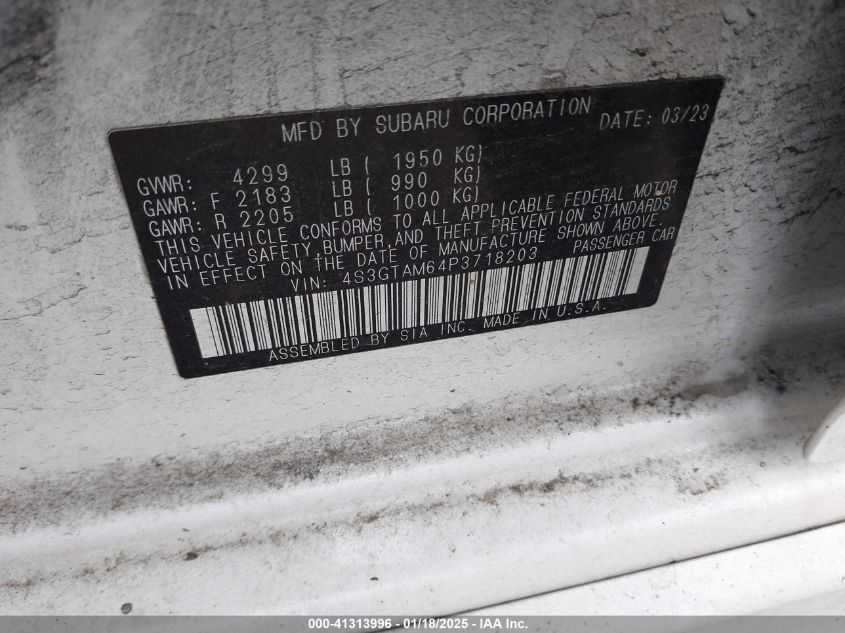 MFD BY SUBARU CORPORATION DATE: 03/23
GVWR: 4299 LB ( 1950 KG)
GAWR: F 2183 LB ( 990 KG)
GAWR: R 2205 LB ( 1000 KG)
THIS VEHICLE CONFORMS TO ALL APPLICABLE FEDERAL MOTOR
VEHICLE SAFETY,BUMPER,AND THEFT PREVENTION STANDARDS
IN EFFECT ON THE DATE OF MANUFACTURE SHOWN ABOVE.
VIN: 4S3GTAM64P3718203 PASSENGER CAR
ASSEMBLED BY SIA INC. MADE IN U.S.A.
000-41313996 - 01/18/2025 - IAA Inc.